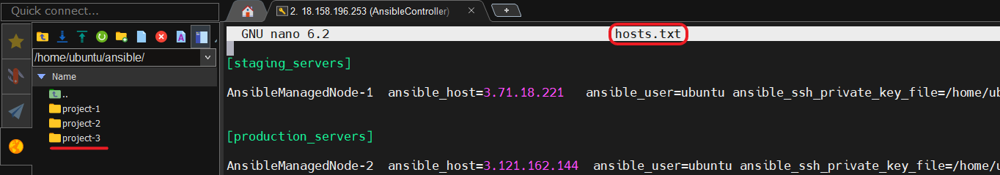 Quick connect...
2. 18.158.196.253 (AnsibleController)
/home/ubuntu/ansible/
Name
..
project-1
project-2
project-3
GNU nano 6.2 hosts.txt
[staging_servers]
AnsibleManagedNode-1 ansible_host=3.71.18.221 ansible_user=ubuntu ansible_ssh_private_key_file=/home/ub
[production_servers]
AnsibleManagedNode-2 ansible_host=3.121.162.144 ansible_user=ubuntu ansible_ssh_private_key_file=/home/u